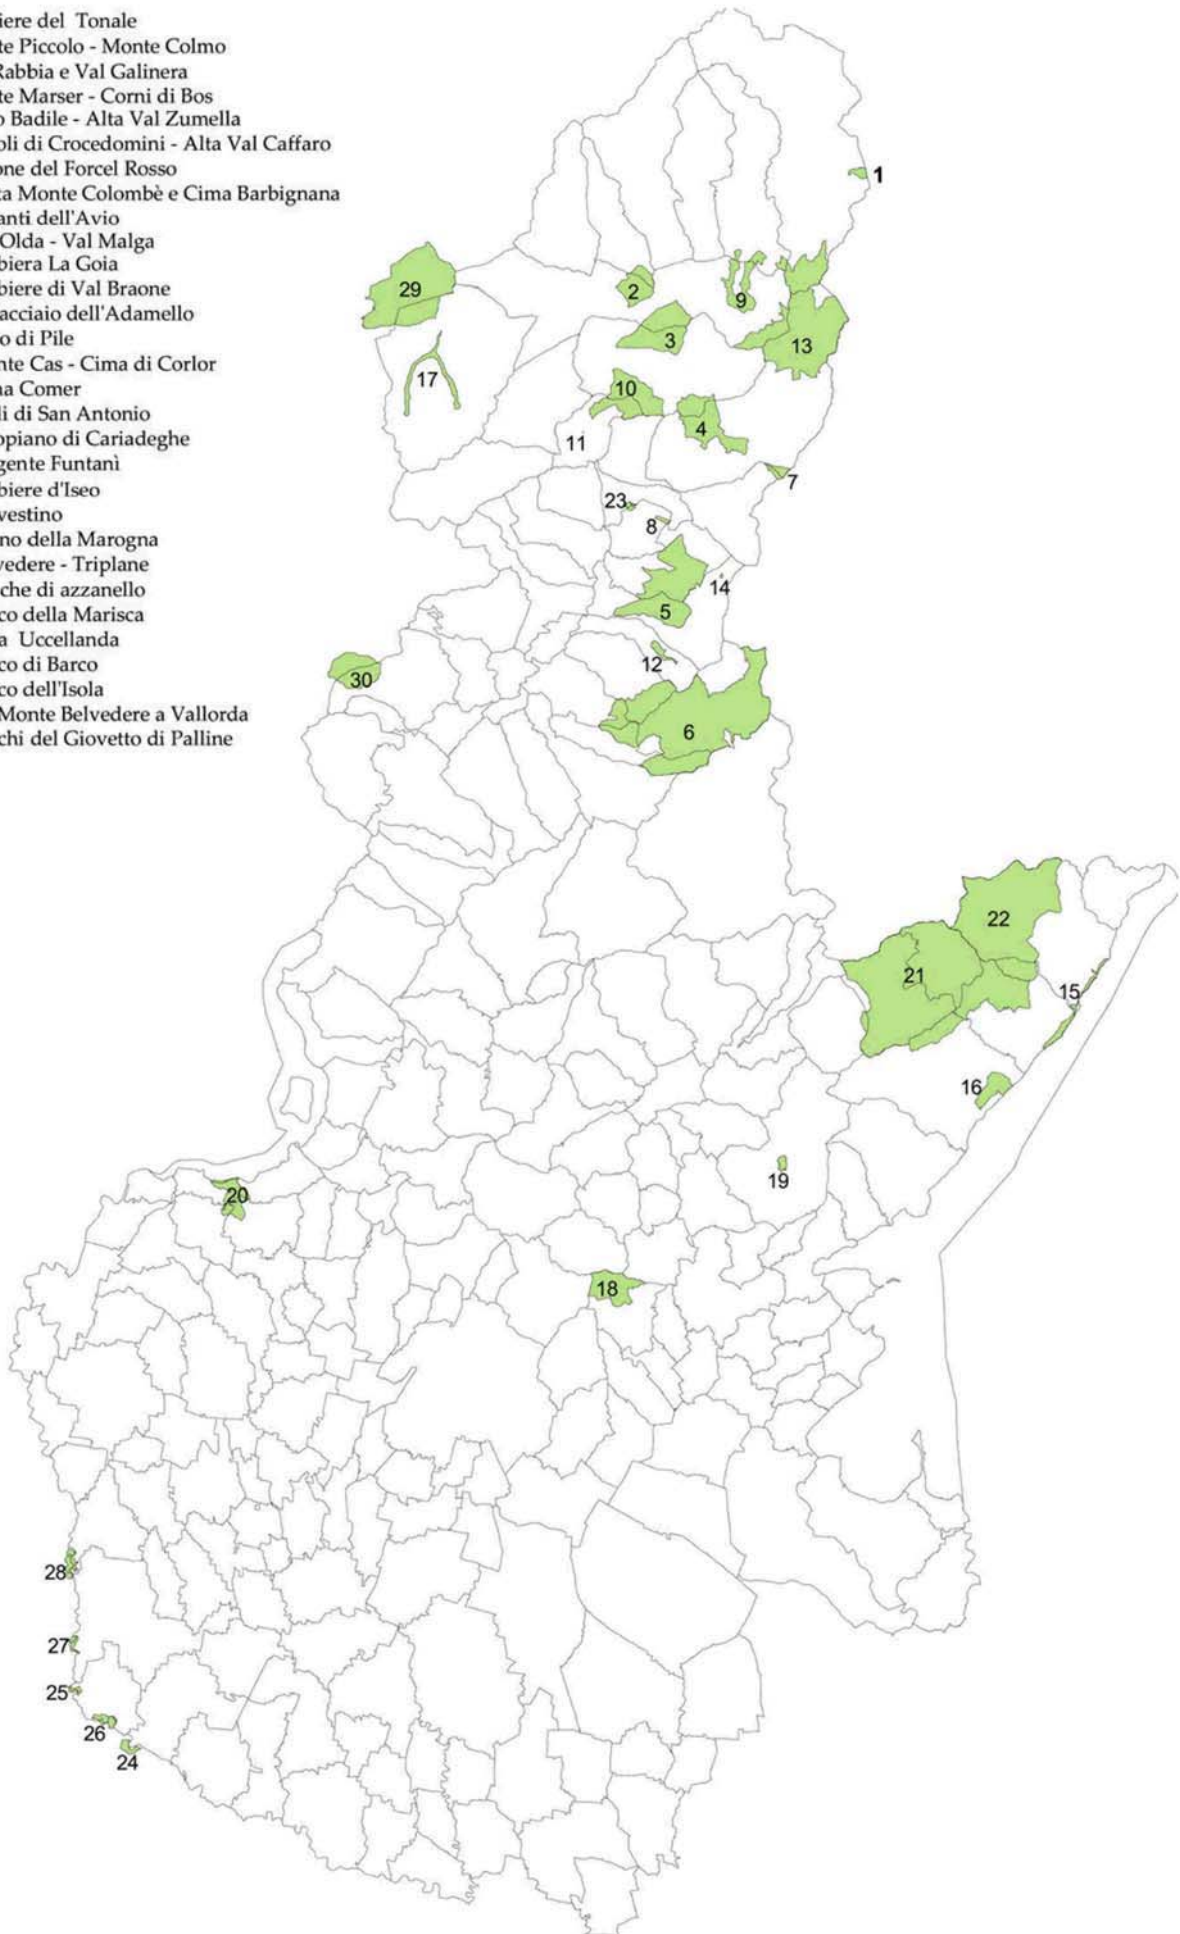 iere del Tonale
te Piccolo - Monte Colmo
Rabbia e Val Galinera
te Marser - Corni di Bos
o Badile - Alta Val Zumella
oli di Crocedomini - Alta Val Caffaro
one del Forcel Rosso
ta Monte Colombè e Cima Barbignana
anti dell'Avio
Olda - Val Malga
biera La Goia
biere di Val Braone
acciaio dell'Adamello
o di Pile
nte Cas - Cima di Corlor
na Comer
li di San Antonio
opiano di Cariadeghe
gente Funtanì
biere d'Iseo
vestino
no della Marogna
vedere - Triplane
che di azzanello
co della Marisca
a Uccellanda
co di Barco
co dell'Isola
Monte Belvedere a Vallorda
chi del Giovetto di Palline
1
29
2
9
3
13
17
10
4
11
7
23
8
14
5
12
30
6
22
21
15
16
19
20
18
28
27
25
26
24